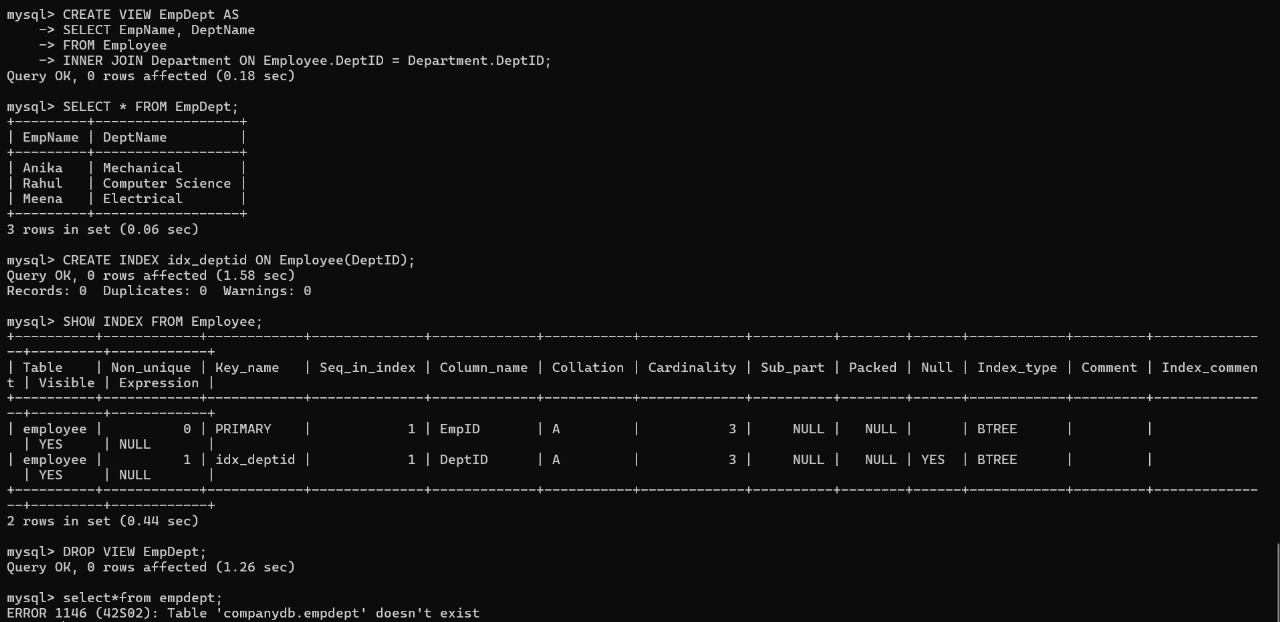 mysql> CREATE VIEW EmpDept AS
    -> SELECT EmpName, DeptName
    -> FROM Employee
    -> INNER JOIN Department ON Employee.DeptID = Department.DeptID;
Query OK, 0 rows affected (0.18 sec)

mysql> SELECT * FROM EmpDept;
+---------+------------------+
| EmpName | DeptName         |
+---------+------------------+
| Anika   | Mechanical       |
| Rahul   | Computer Science |
| Meena   | Electrical       |
+---------+------------------+
3 rows in set (0.06 sec)

mysql> CREATE INDEX idx_deptid ON Employee(DeptID);
Query OK, 0 rows affected (1.58 sec)
Records: 0  Duplicates: 0  Warnings: 0

mysql> SHOW INDEX FROM Employee;
+----------+------------+------------+--------------+-------------+-----------+-------------+----------+--------+------+------------+---------+-------------
--+---------+------------+
| Table    | Non_unique | Key_name   | Seq_in_index | Column_name | Collation | Cardinality | Sub_part | Packed | Null | Index_type | Comment | Index_commen
t | Visible | Expression |
+----------+------------+------------+--------------+-------------+-----------+-------------+----------+--------+------+------------+---------+-------------
--+---------+------------+
| employee |          0 | PRIMARY    |            1 | EmpID       | A         |           3 |     NULL |   NULL |      | BTREE      |         |
  | YES     | NULL       |
| employee |          1 | idx_deptid |            1 | DeptID      | A         |           3 |     NULL |   NULL | YES  | BTREE      |         |
  | YES     | NULL       |
+----------+------------+------------+--------------+-------------+-----------+-------------+----------+--------+------+------------+---------+-------------
--+---------+------------+
2 rows in set (0.44 sec)

mysql> DROP VIEW EmpDept;
Query OK, 0 rows affected (1.26 sec)

mysql> select*from empdept;
ERROR 1146 (42S02): Table 'companydb.empdept' doesn't exist